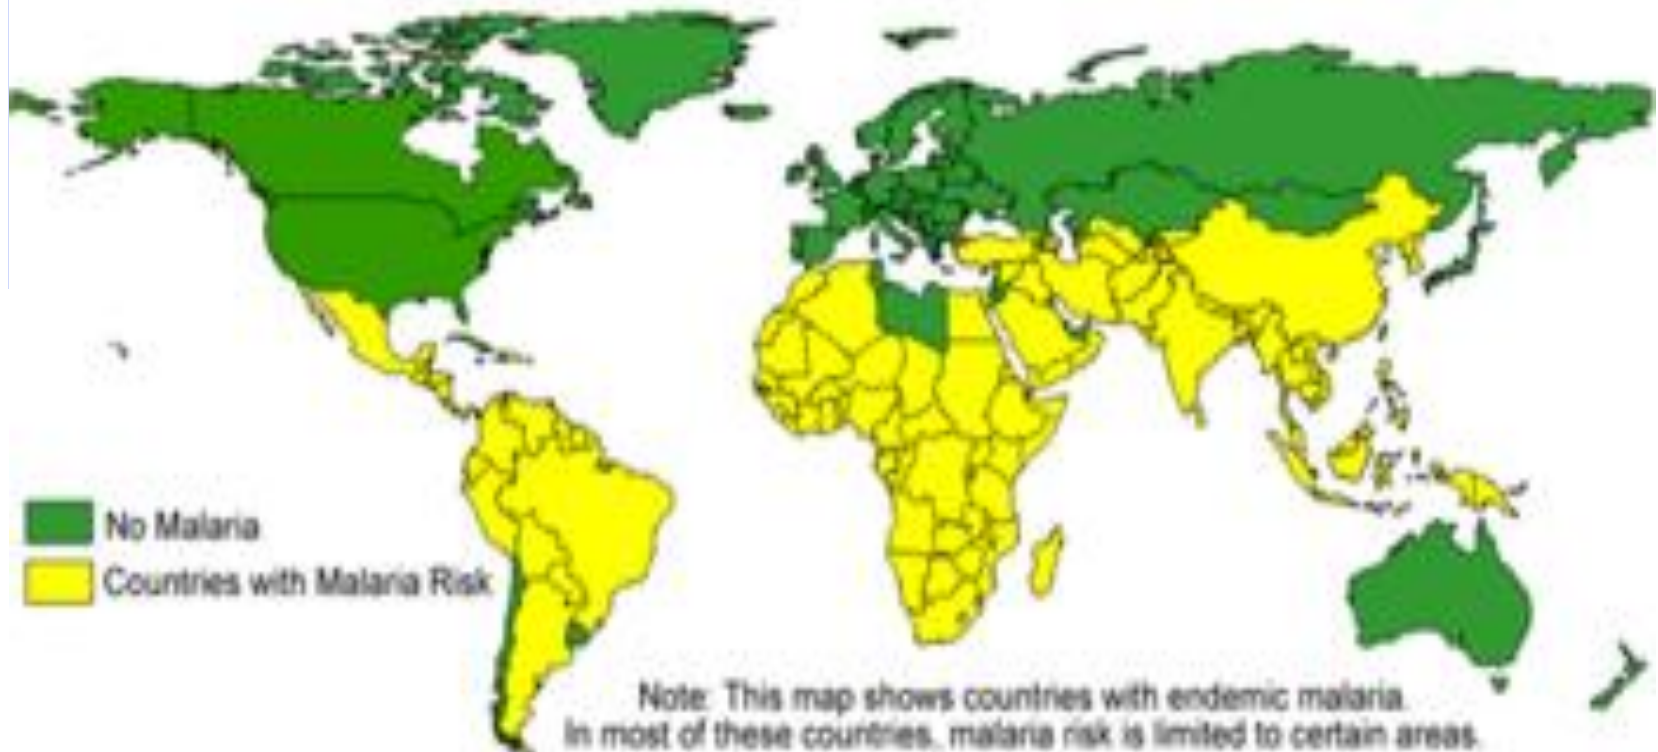 No Malaria
Countries with Malaria Risk
Note: This map shows countries with endemic malaria.
In most of these countries, malaria risk is limited to certain areas.